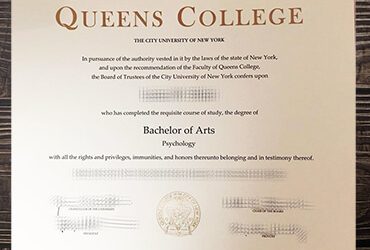 QUEENS COLLEGE
THE CITY UNIVERSITY OF NEW YORK
In pursuance of the authority vested in it by the laws of the state of New York,
and upon the recommendation of the Faculty of Queens College,
the Board of Trustees of the City University of New York confers upon
who has completed the requisite course of study, the degree of
Bachelor of Arts
Psychology
with all the rights and privileges, immunities, and honors thereunto belonging and in testimony thereof.